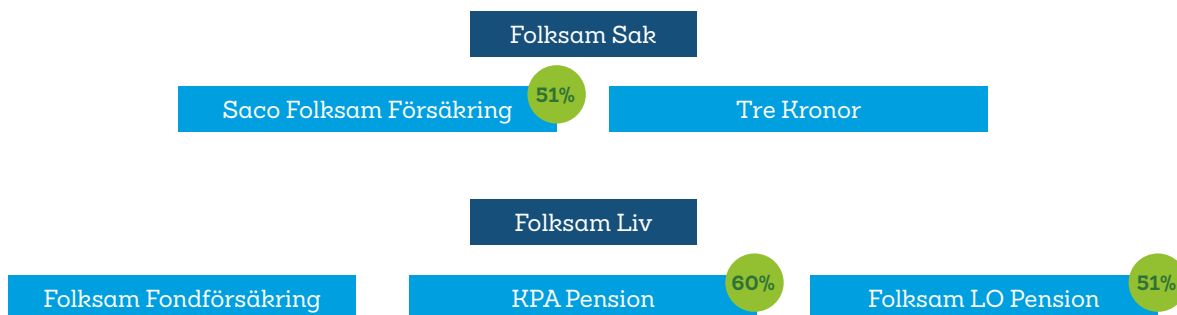 Folksam Sak
Saco Folksam Försäkring
51%
Tre Kronor
Folksam Liv
Folksam Fondförsäkring
KPA Pension
60%
Folksam LO Pension
51%